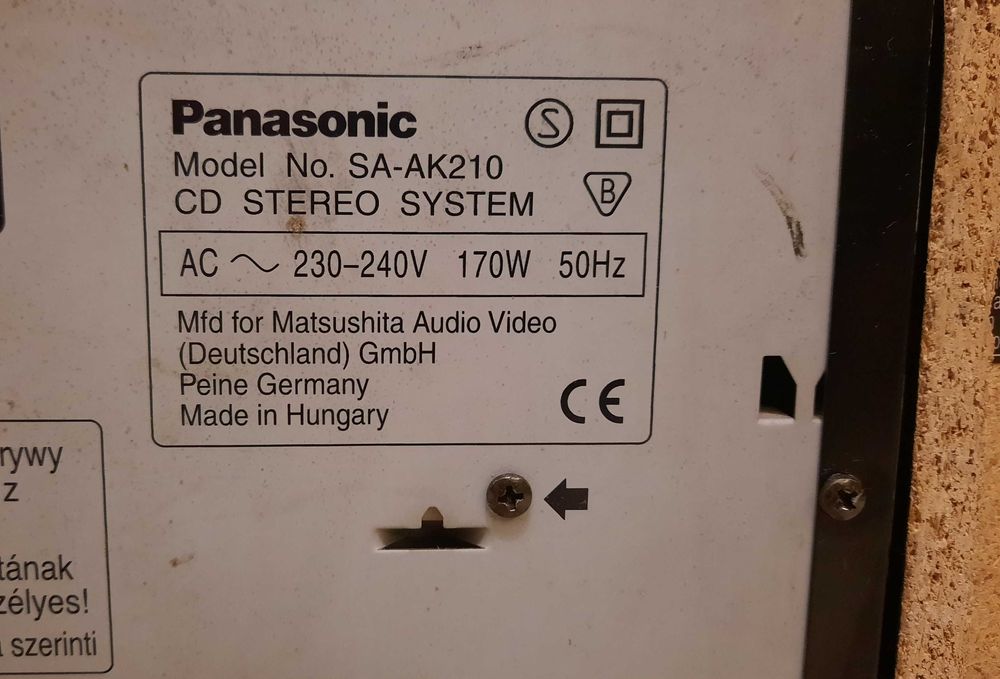 Panasonic
Model No. SA-AK210
CD STEREO SYSTEM
B
AC ~ 230–240V 170W 50Hz
Mfd for Matsushita Audio Video
(Deutschland) GmbH
Peine Germany
Made in Hungary
CE
rywy
z
tának
zélyes!
szerinti